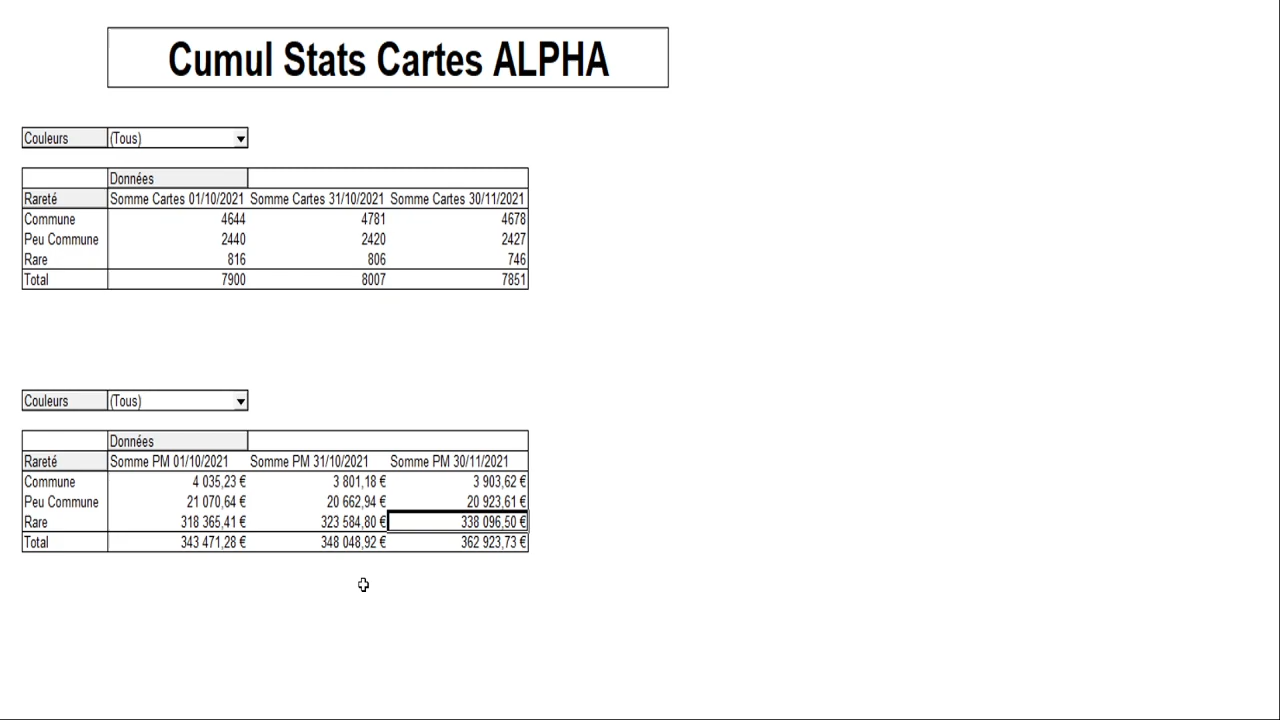 Cumul Stats Cartes ALPHA
Couleurs (Tous)
Données
Rareté Somme Cartes 01/10/2021 Somme Cartes 31/10/2021 Somme Cartes 30/11/2021
Commune 4644 4781 4678
Peu Commune 2440 2420 2427
Rare 816 806 746
Total 7900 8007 7851
Couleurs (Tous)
Données
Rareté Somme PM 01/10/2021 Somme PM 31/10/2021 Somme PM 30/11/2021
Commune 4 035,23 € 3 801,18 € 3 903,62 €
Peu Commune 21 070,64 € 20 662,94 € 20 923,61 €
Rare 318 365,41 € 323 584,80 € 338 096,50 €
Total 343 471,28 € 348 048,92 € 362 923,73 €